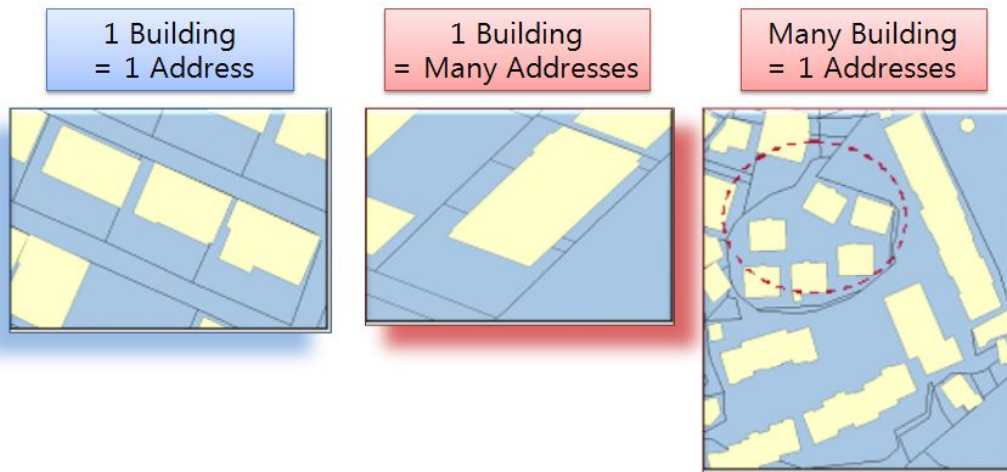 1 Building
= 1 Address
1 Building
= Many Addresses
Many Building
= 1 Addresses